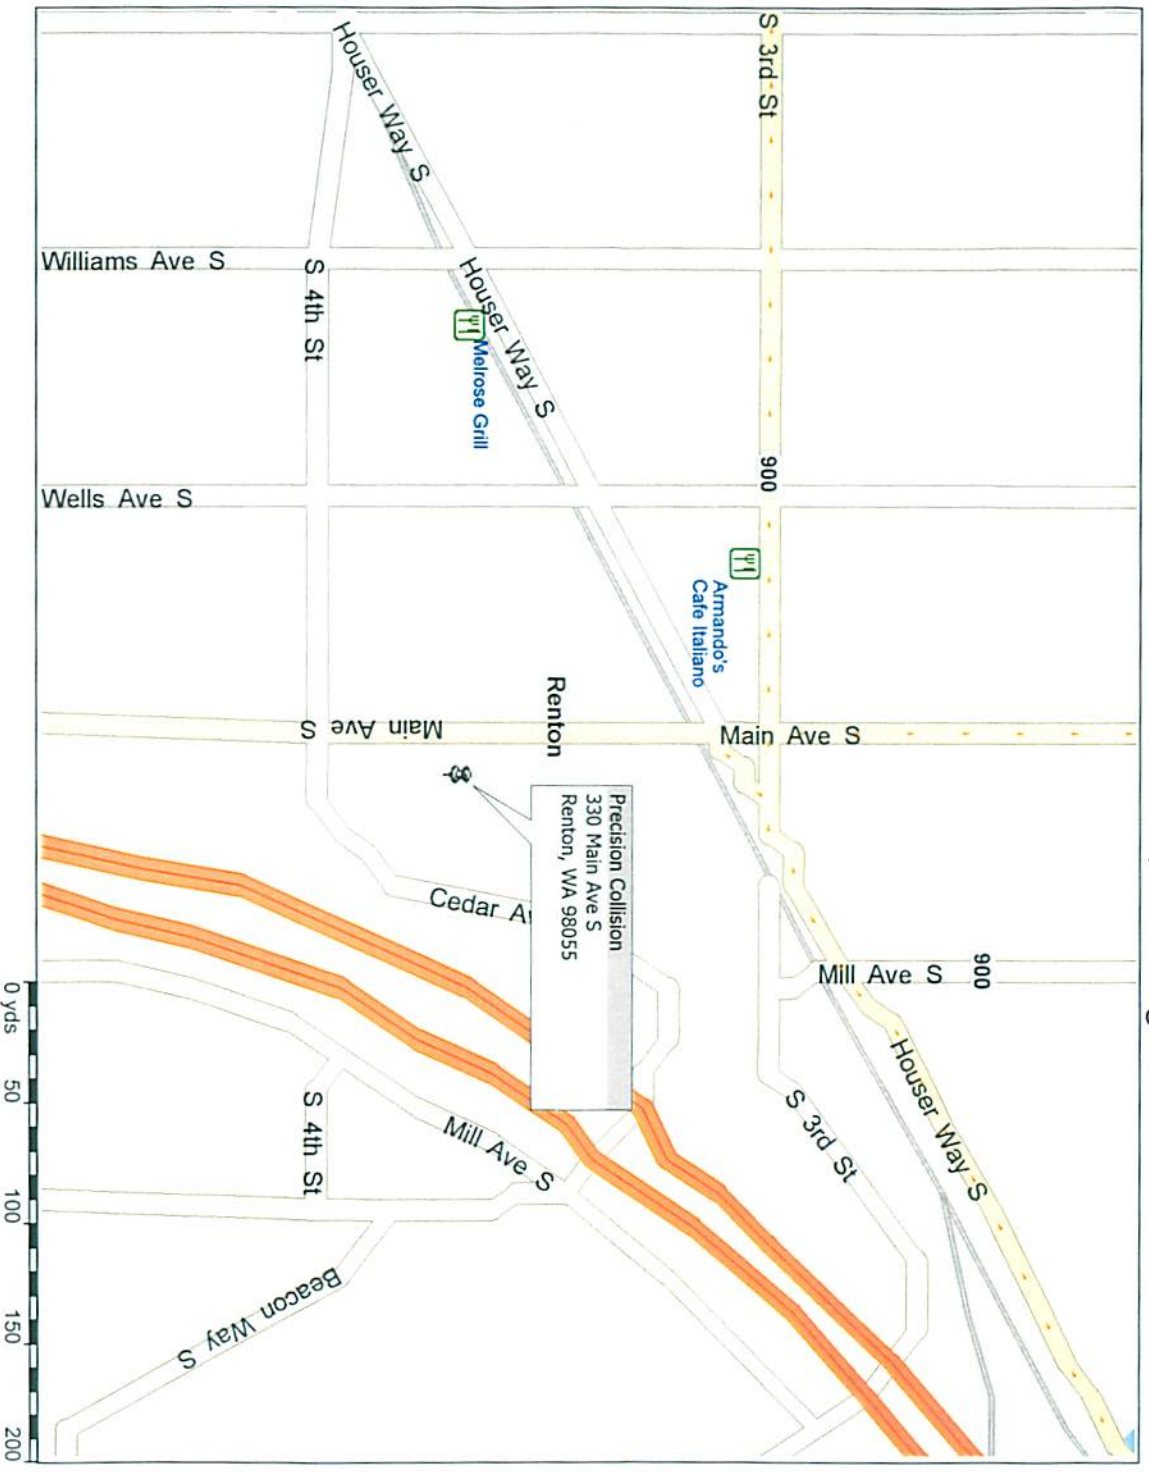 S 3rd St
Houser Way S
Williams Ave S
S 4th St
Houser Way S
Melrose Grill
900
Wells Ave S
Armando's
Cafe Italiano
Renton
Main Ave S
Main Ave S
Precision Collision
330 Main Ave S
Renton, WA 98055
Cedar Av
Mill Ave S
900
Houser Way S
S 3rd St
S 4th St
Mill Ave S
Beacon Way S
0 yds
50
100
150
200